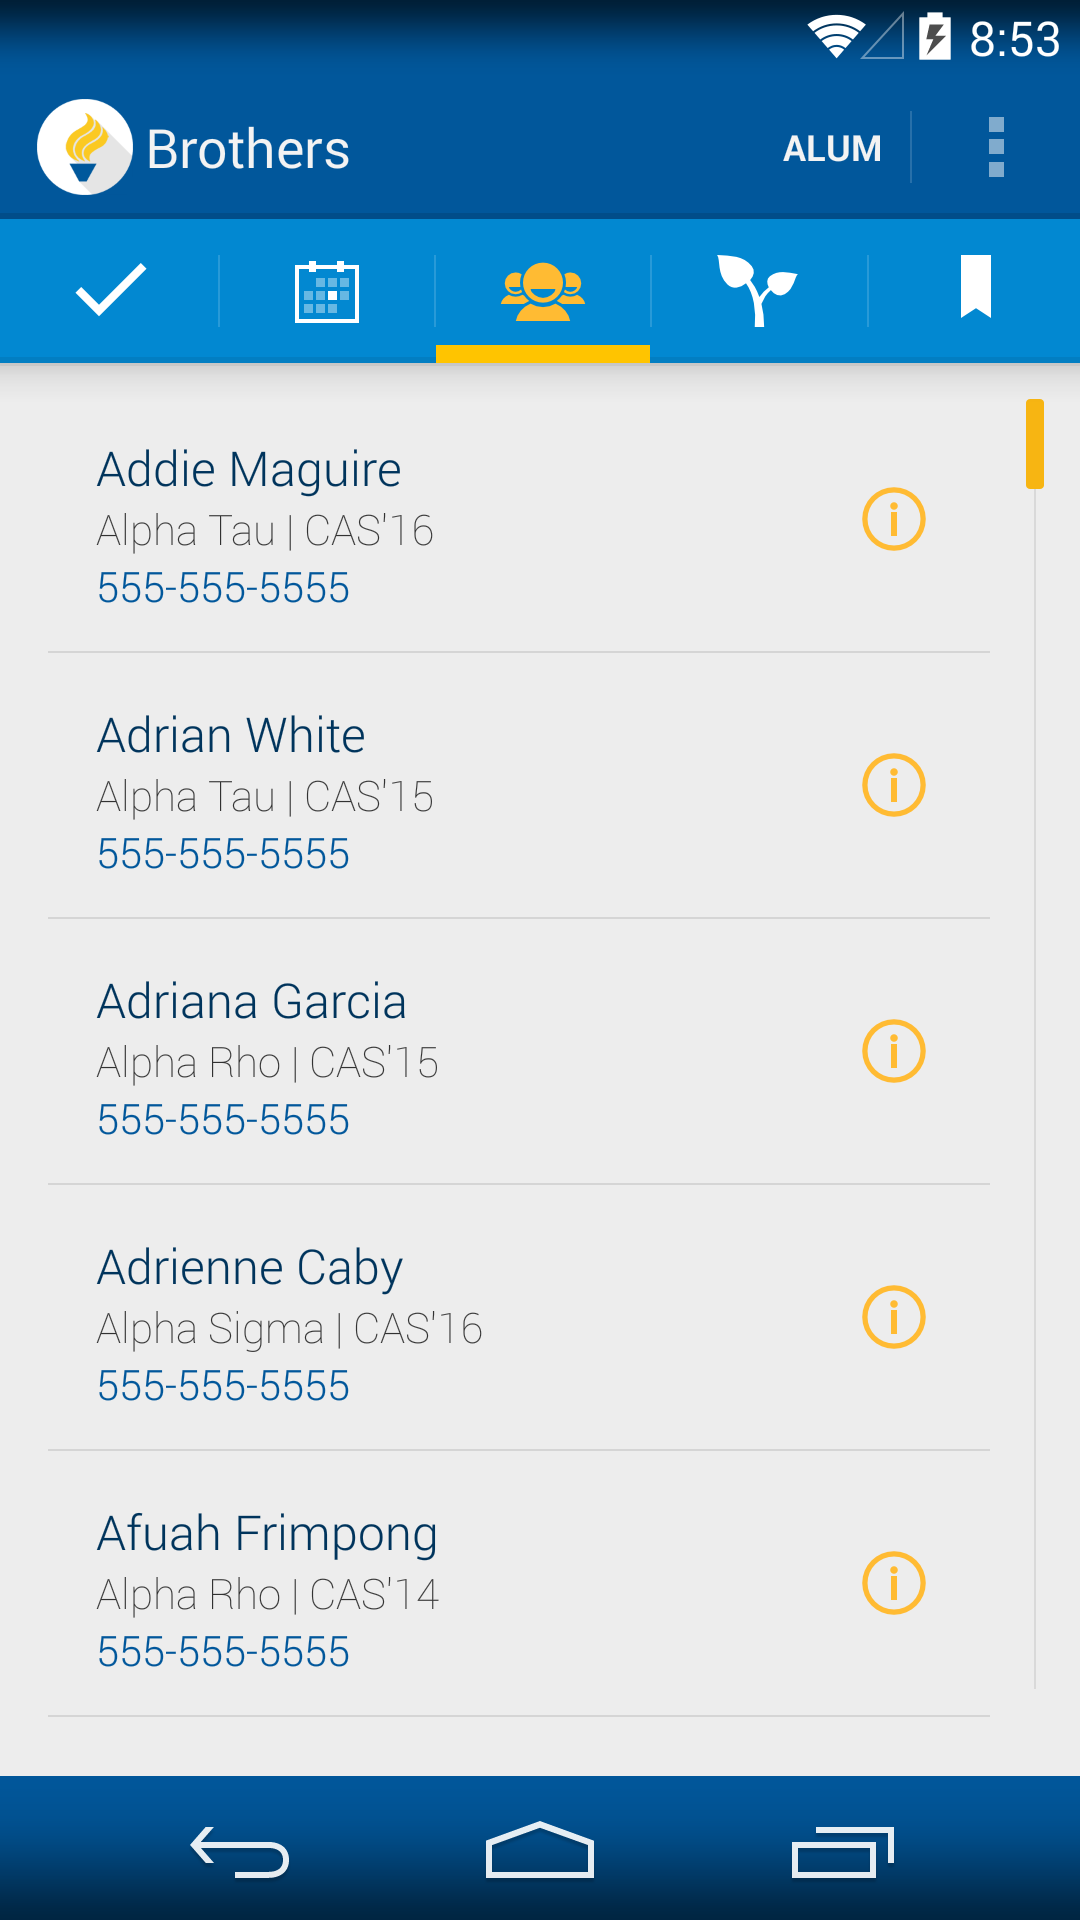 8:53
Brothers
ALUM
Addie Maguire
Alpha Tau | CAS'16
555-555-5555
Adrian White
Alpha Tau | CAS'15
555-555-5555
Adriana Garcia
Alpha Rho | CAS'15
555-555-5555
Adrienne Caby
Alpha Sigma | CAS'16
555-555-5555
Afuah Frimpong
Alpha Rho | CAS'14
555-555-5555